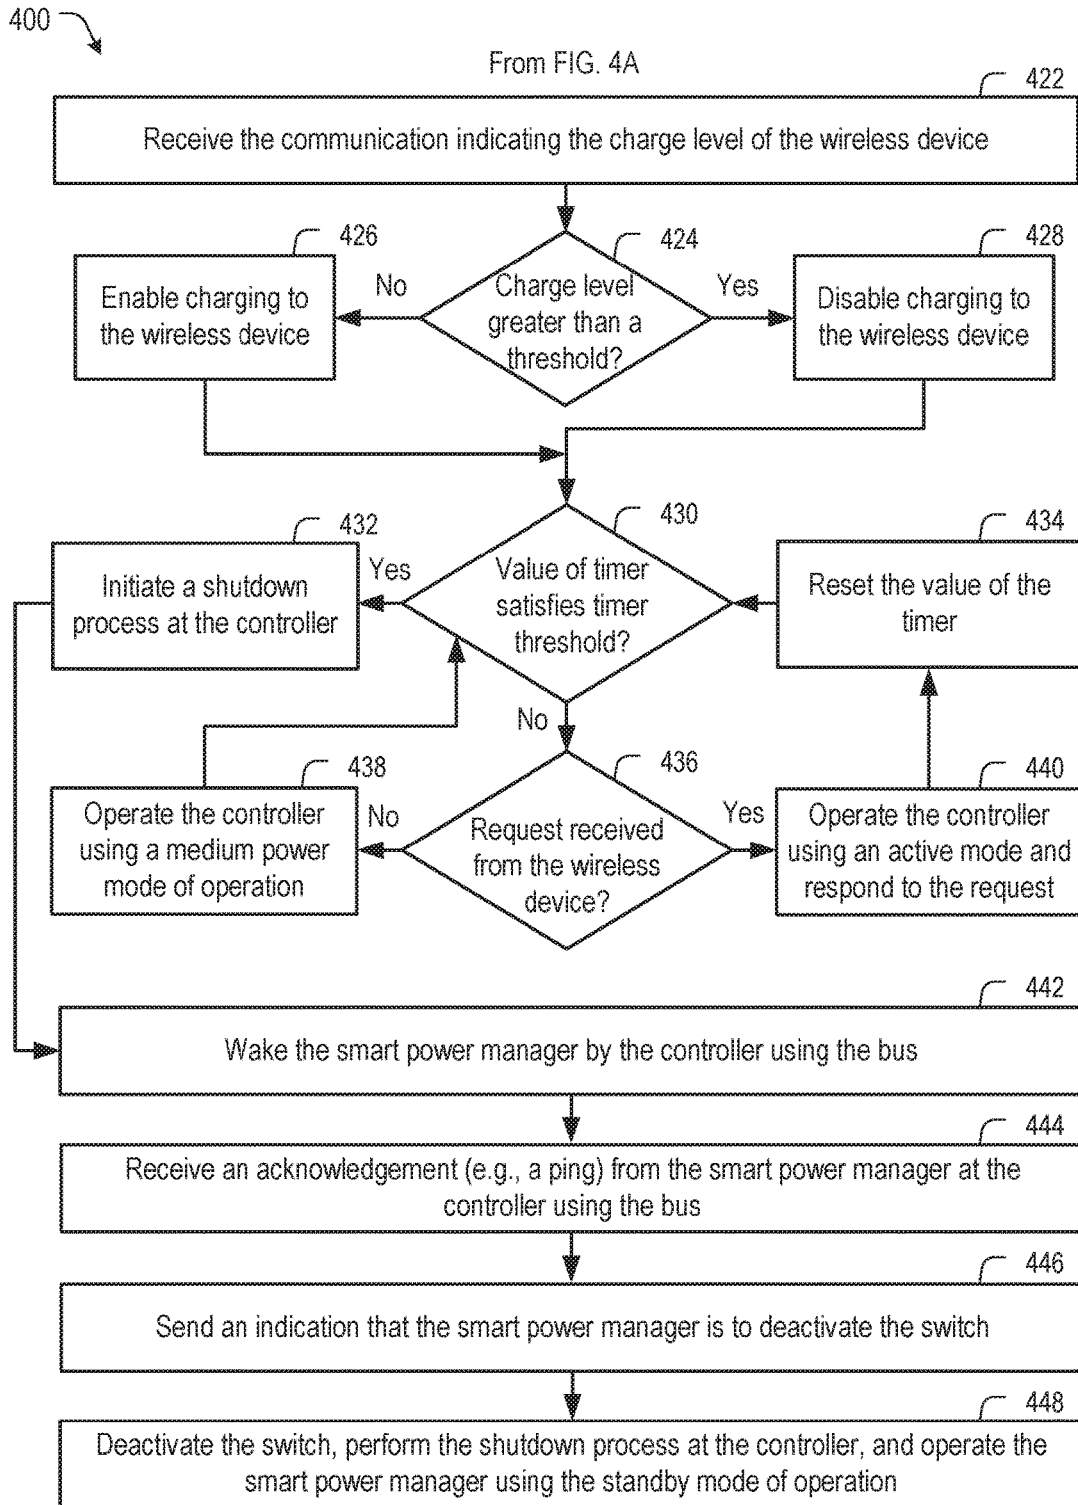 400
From FIG. 4A
422
Receive the communication indicating the charge level of the wireless device
426
424
428
Enable charging to
the wireless device
No
Charge level
greater than a
threshold?
Yes
Disable charging to
the wireless device
432
430
434
Initiate a shutdown
process at the controller
Yes
Value of timer
satisfies timer
threshold?
Reset the value of the
timer
No
438
436
440
Operate the controller
using a medium power
mode of operation
No
Request received
from the wireless
device?
Yes
Operate the controller
using an active mode and
respond to the request
442
Wake the smart power manager by the controller using the bus
444
Receive an acknowledgement (e.g., a ping) from the smart power manager at the
controller using the bus
446
Send an indication that the smart power manager is to deactivate the switch
448
Deactivate the switch, perform the shutdown process at the controller, and operate the
smart power manager using the standby mode of operation